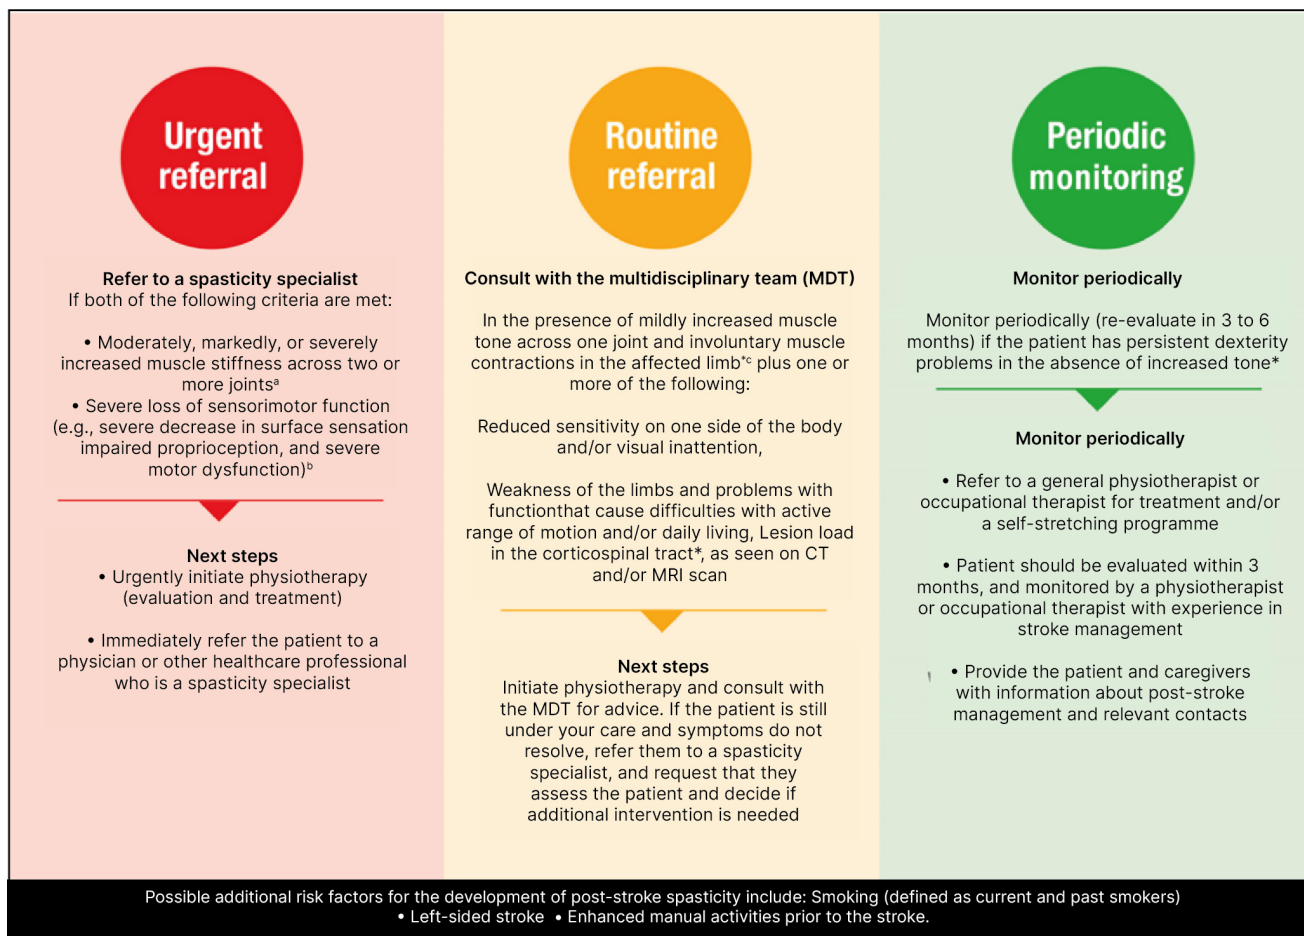 Urgent
referral
Refer to a spasticity specialist
If both of the following criteria are met:
• Moderately, markedly, or severely
increased muscle stiffness across two or
more jointsᵃ
• Severe loss of sensorimotor function
(e.g., severe decrease in surface sensation
impaired proprioception, and severe
motor dysfunction)ᵇ
Next steps
• Urgently initiate physiotherapy
(evaluation and treatment)
• Immediately refer the patient to a
physician or other healthcare professional
who is a spasticity specialist
Routine
referral
Consult with the multidisciplinary team (MDT)
In the presence of mildly increased muscle
tone across one joint and involuntary muscle
contractions in the affected limb*ᶜ plus one or
more of the following:
Reduced sensitivity on one side of the body
and/or visual inattention,
Weakness of the limbs and problems with
functionthat cause difficulties with active
range of motion and/or daily living, Lesion load
in the corticospinal tract*, as seen on CT
and/or MRI scan
Next steps
Initiate physiotherapy and consult with
the MDT for advice. If the patient is still
under your care and symptoms do not
resolve, refer them to a spasticity
specialist, and request that they
assess the patient and decide if
additional intervention is needed
Periodic
monitoring
Monitor periodically
Monitor periodically (re-evaluate in 3 to 6
months) if the patient has persistent dexterity
problems in the absence of increased tone*
Monitor periodically
• Refer to a general physiotherapist or
occupational therapist for treatment and/or
a self-stretching programme
• Patient should be evaluated within 3
months, and monitored by a physiotherapist
or occupational therapist with experience in
stroke management
• Provide the patient and caregivers
with information about post-stroke
management and relevant contacts
Possible additional risk factors for the development of post-stroke spasticity include: Smoking (defined as current and past smokers)
• Left-sided stroke • Enhanced manual activities prior to the stroke.